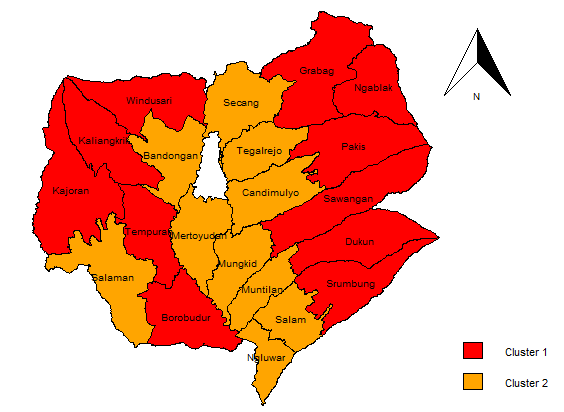 Grabag
Ngablak
N
Windusari
Secang
Kaliangkrik
Bandongan
Tegalrejo
Pakis
Kajoran
Candimulyo
Sawangan
Tempuran
Mertoyudan
Dukun
Mungkid
Salaman
Muntilan
Srumbung
Borobudur
Salam
Ngluwar
Cluster 1
Cluster 2